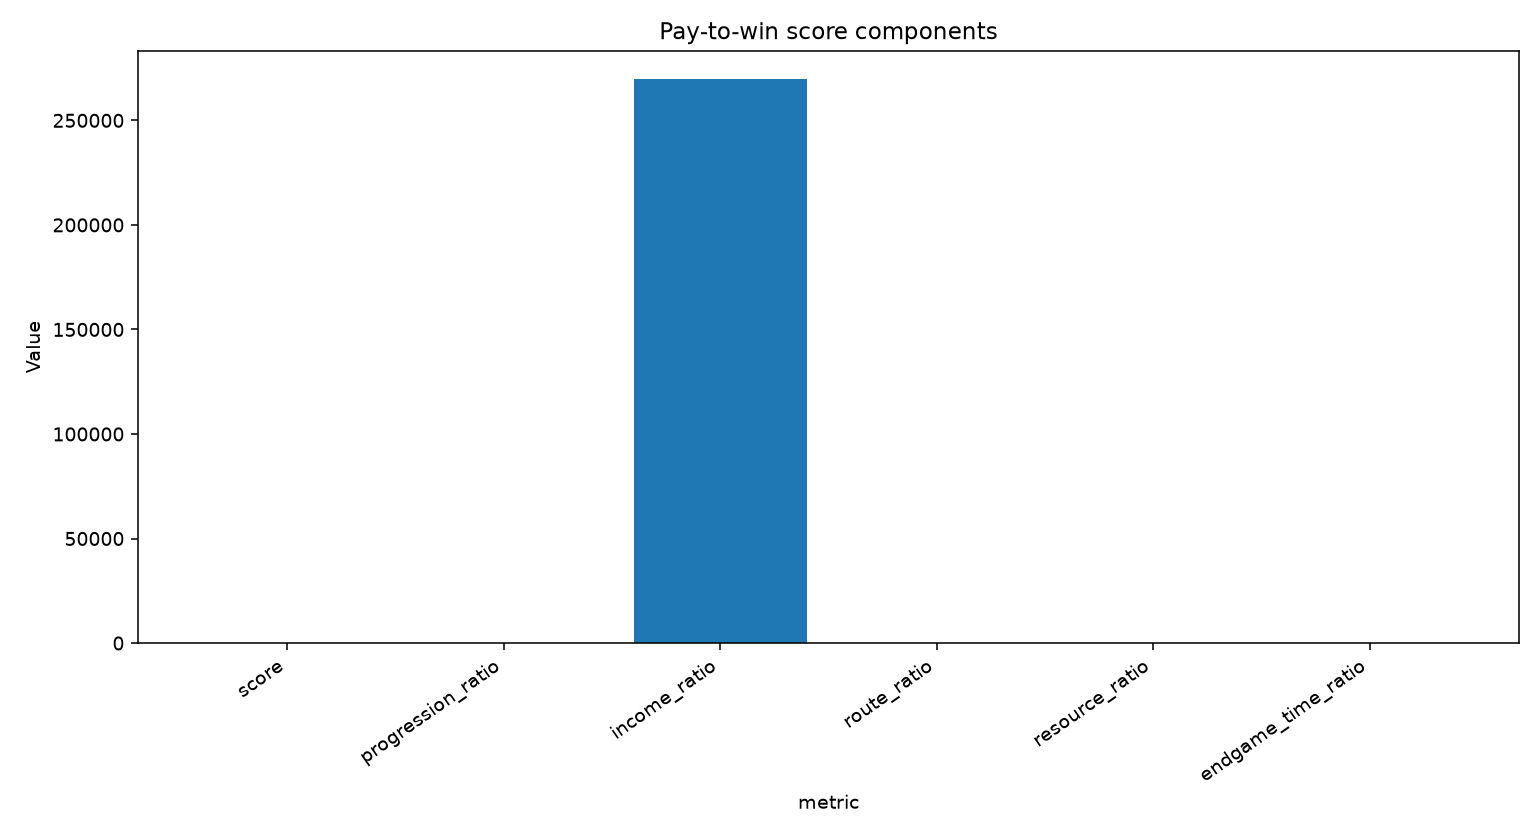 Pay-to-win score components
Value
250000
200000
150000
100000
50000
0
score
progression_ratio
income_ratio
route_ratio
resource_ratio
endgame_time_ratio
metric